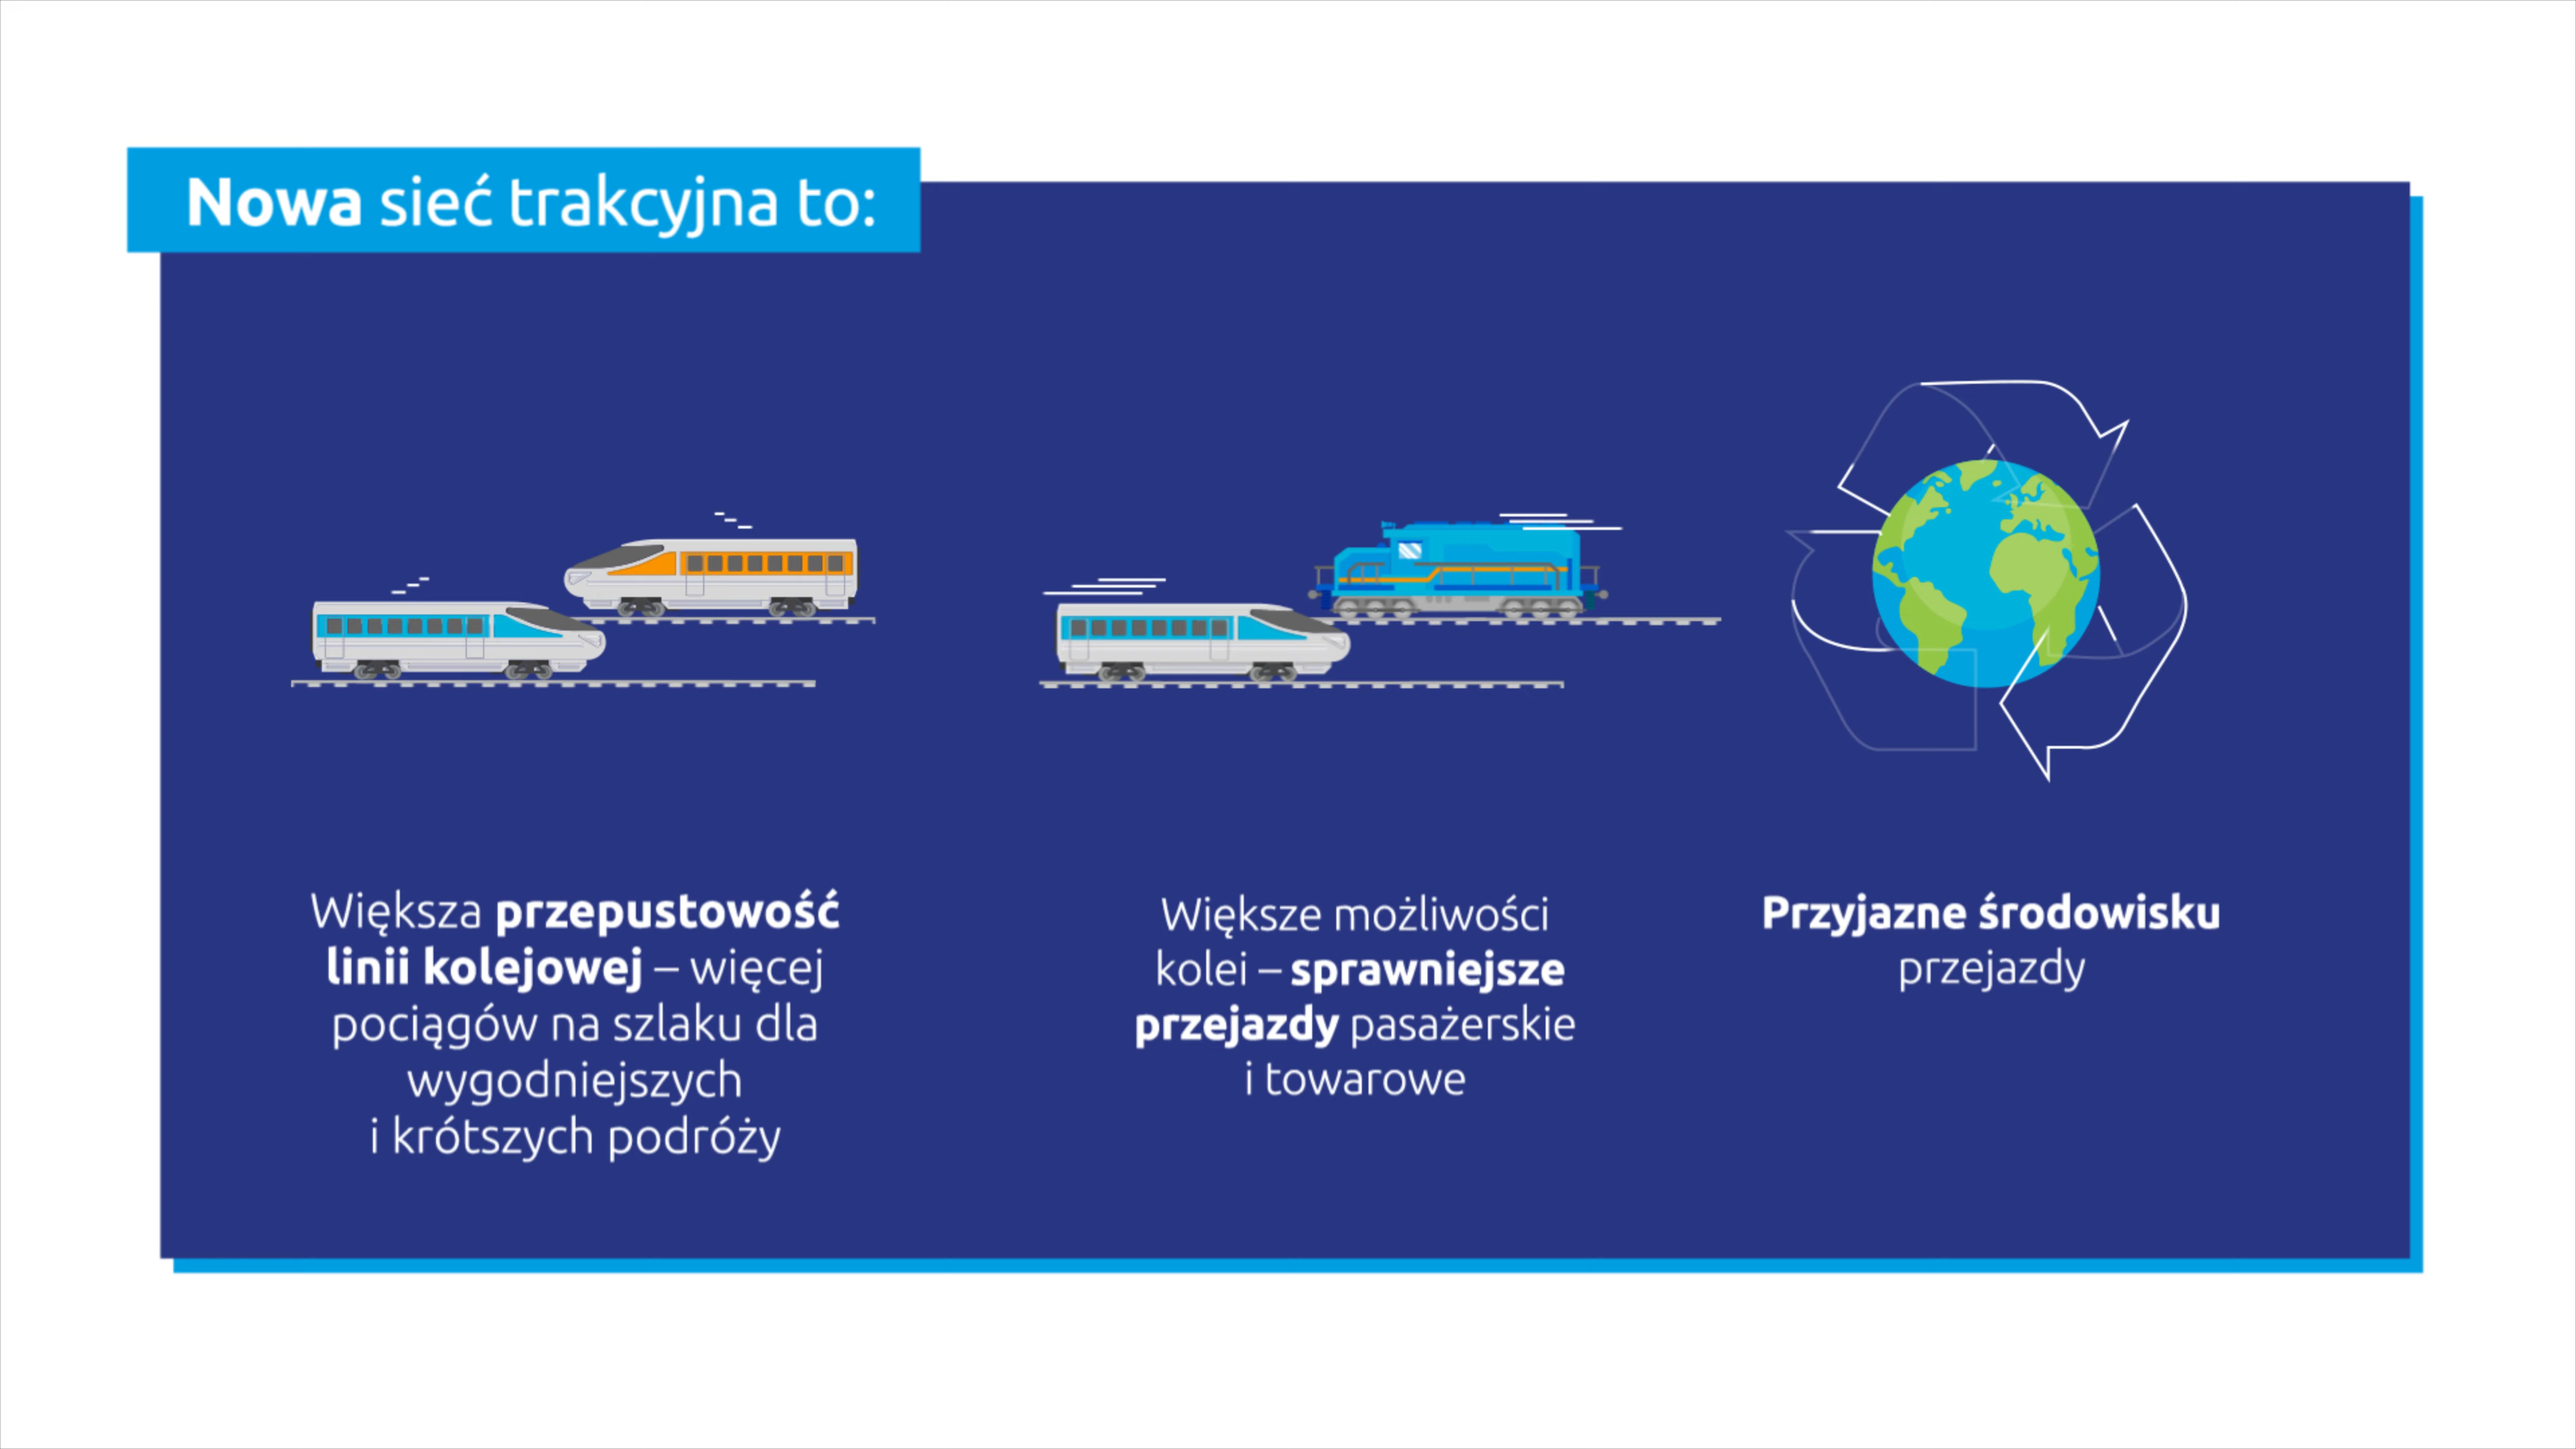 Nowa sieć trakcyjna to:
Większa przepustowość
linii kolejowej – więcej
pociągów na szlaku dla
wygodniejszych
i krótszych podróży
Większe możliwości
kolei – sprawniejsze
przejazdy pasażerskie
i towarowe
Przyjazne środowisku
przejazdy